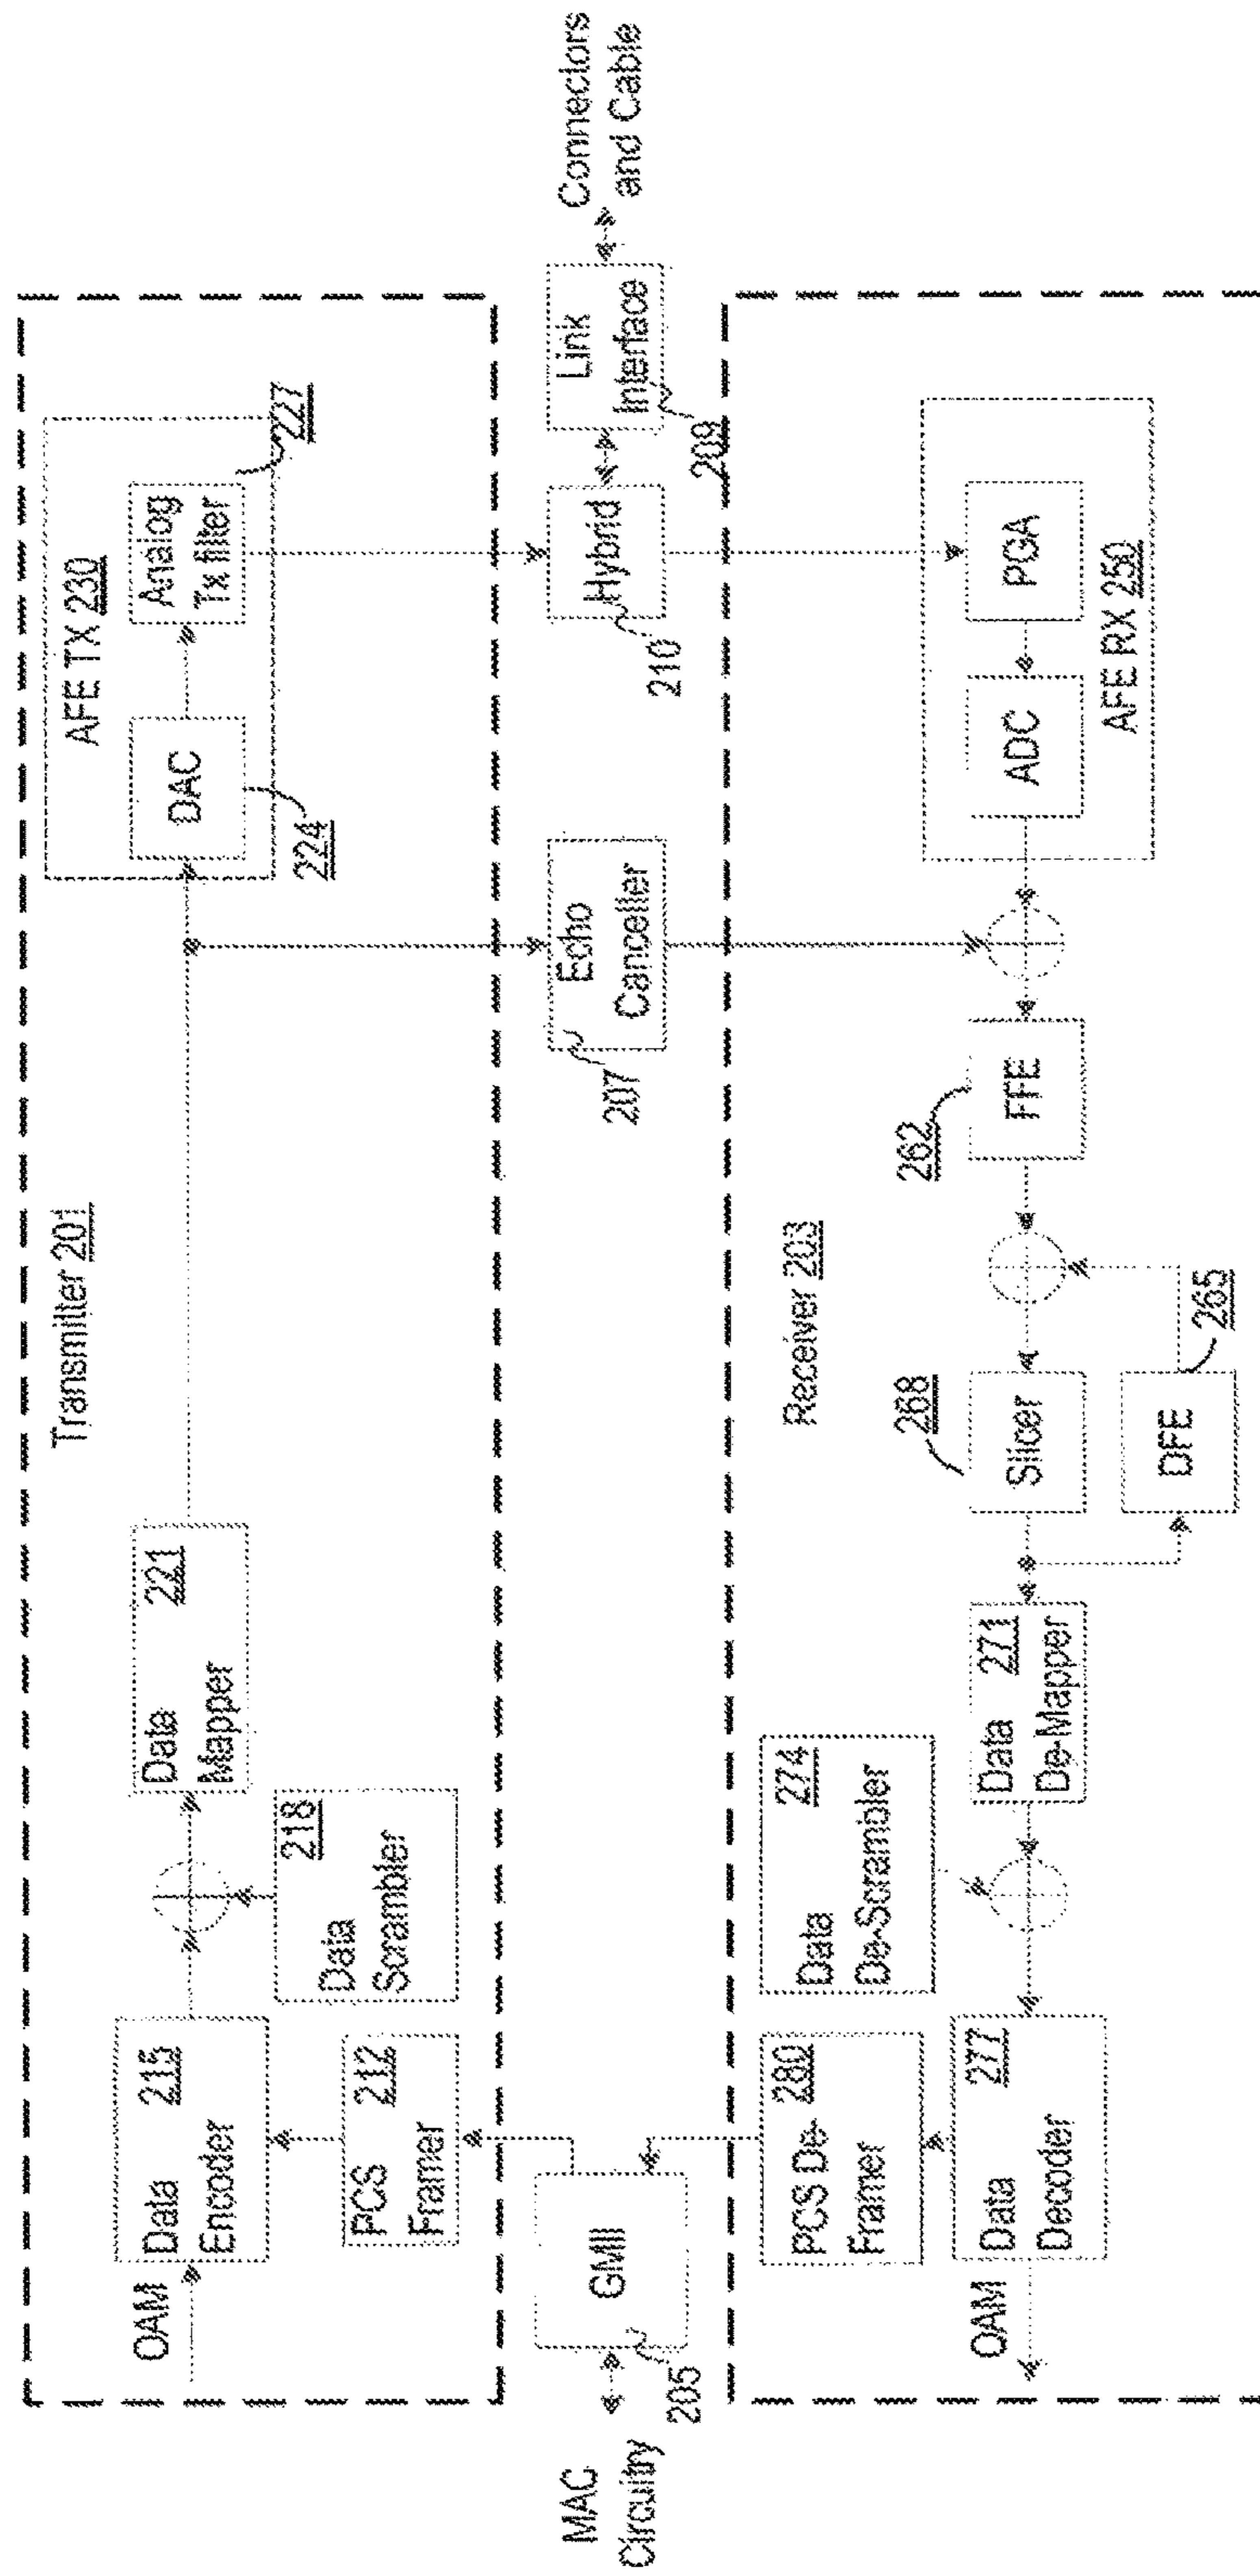 Transmitter 201
OAM
Data 215
Encoder
PCS 212
Framer
218
Data
Scrambler
Data 221
Mapper
AFE TX 230
DAC
224
Analog
Tx filter
227
MAC
Circuitry
GMII
205
Echo
Canceller
207
Hybrid
210
Link
Interface
209
Connectors
and Cable
Receiver 203
OAM
PCS De- 280
Framer
Data 277
Decoder
274
Data
De-Scrambler
Data 271
De-Mapper
268
Slicer
DFE
265
262
FFE
ADC
PGA
AFE RX 250